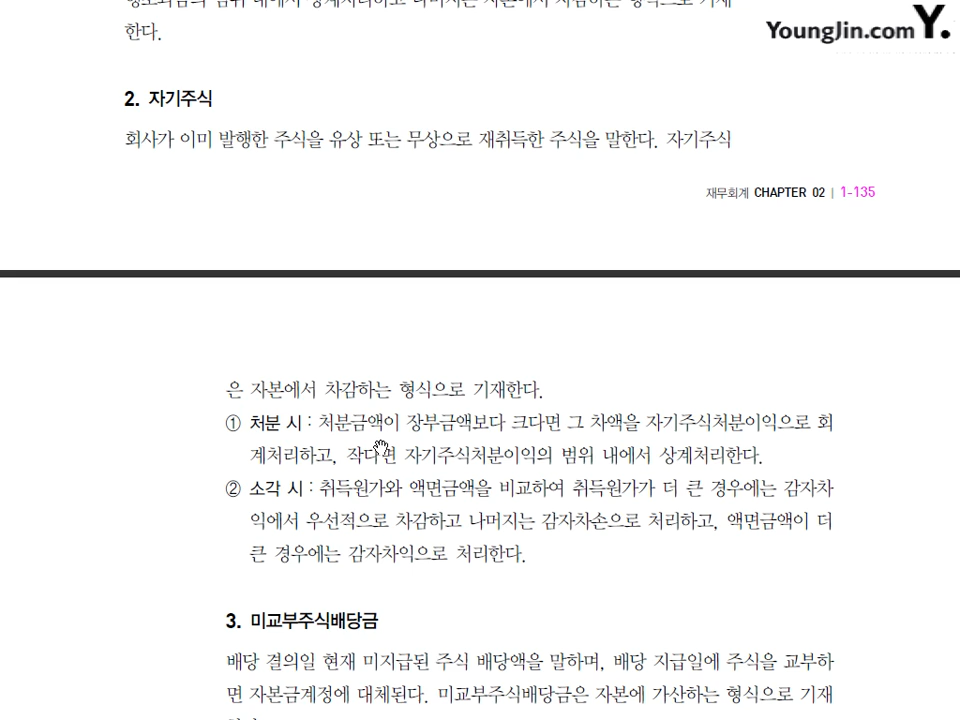 YoungJin.com Y.
한다.
2. 자기주식
회사가 이미 발행한 주식을 유상 또는 무상으로 재취득한 주식을 말한다. 자기주식
재무회계 CHAPTER 02 | 1-135
은 자본에서 차감하는 형식으로 기재한다.
① 처분 시 : 처분금액이 장부금액보다 크다면 그 차액을 자기주식처분이익으로 회
계처리하고, 작다면 자기주식처분이익의 범위 내에서 상계처리한다.
② 소각 시 : 취득원가와 액면금액을 비교하여 취득원가가 더 큰 경우에는 감자차
익에서 우선적으로 차감하고 나머지는 감자차손으로 처리하고, 액면금액이 더
큰 경우에는 감자차익으로 처리한다.
3. 미교부주식배당금
배당 결의일 현재 미지급된 주식 배당액을 말하며, 배당 지급일에 주식을 교부하
면 자본금계정에 대체된다. 미교부주식배당금은 자본에 가산하는 형식으로 기재